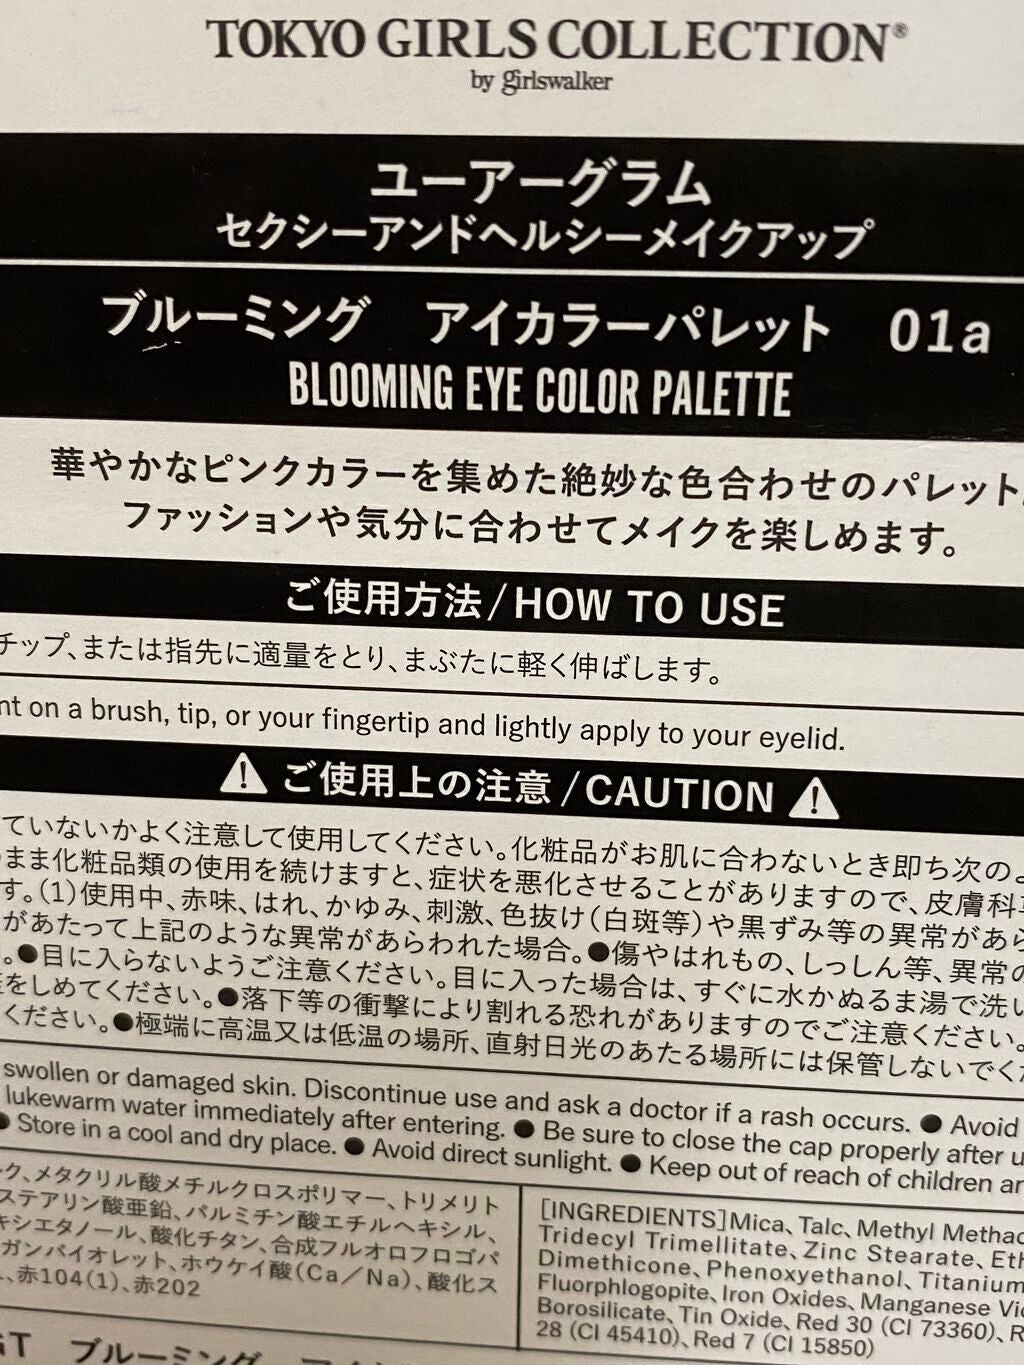 TOKYO GIRLS COLLECTION®
by girlswalker
ユーアーグラム
セクシーアンドヘルシーメイクアップ
ブルーミング アイカラーパレット 01a
BLOOMING EYE COLOR PALETTE
華やかなピンクカラーを集めた絶妙な色合わせのパレット
ファッションや気分に合わせてメイクを楽しめます。
ご使用方法/HOW TO USE
チップ、または指先に適量をとり、まぶたに軽く伸ばします。
nt on a brush, tip, or your fingertip and lightly apply to your eyelid.
⚠ご使用上の注意/CAUTION⚠
ていないかよく注意して使用してください。化粧品がお肌に合わないとき即ち次の
まま化粧品類の使用を続けますと、症状を悪化させることがありますので、皮膚科
す。(1)使用中、赤味、はれ、かゆみ、刺激、色抜け(白斑等)や黒ずみ等の異常があら
があたって上記のような異常があらわれた場合。●傷やはれもの、しっしん等、異常の
。●目に入らないようご注意ください。目に入った場合は、すぐに水かぬるま湯で洗い
をしめてください。●落下等の衝撃により割れる恐れがありますのでご注意ください。
ください。●極端に高温又は低温の場所、直射日光のあたる場所には保管しないでくだ
swollen or damaged skin. Discontinue use and ask a doctor if a rash occurs. ● Avoid
lukewarm water immediately after entering. ● Be sure to close the cap properly after u
● Store in a cool and dry place. ● Avoid direct sunlight. ● Keep out of reach of children an
ク、メタクリル酸メチルクロスポリマー、トリメリト
ステアリン酸亜鉛、パルミチン酸エチルヘキシル、
キシエタノール、酸化チタン、合成フルオロフロゴパ
ガンバイオレット、ホウケイ酸(Ca/Na)、酸化ス
、赤104(1)、赤202
[INGREDIENTS]Mica、Talc、Methyl Methac
Tridecyl Trimellitate、Zinc Stearate、Eth
Dimethicone、Phenoxyethanol、Titanium
Fluorphlogopite、Iron Oxides、Manganese Vio
Borosilicate、Tin Oxide、Red 30 (CI 73360)、R
28 (CI 45410)、Red 7 (CI 15850)
GT ブルーミング